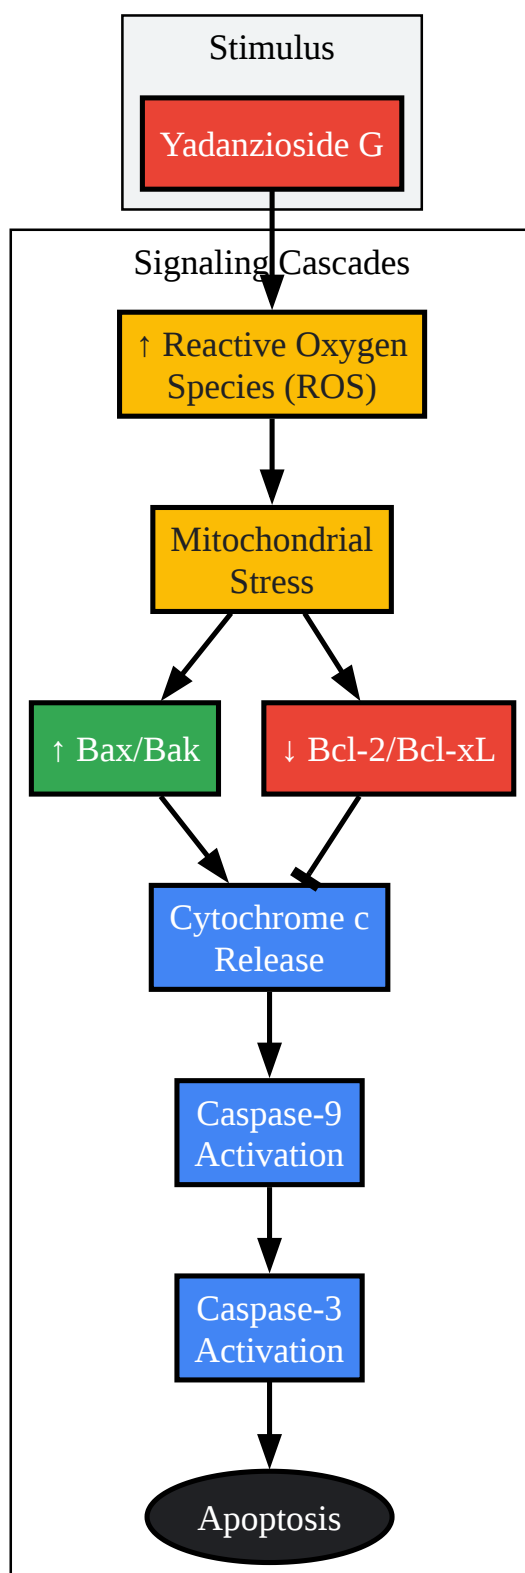 Stimulus
Yadanzioside G
Signaling Cascades
↑ Reactive Oxygen
Species (ROS)
Mitochondrial
Stress
↑ Bax/Bak
↓ Bcl-2/Bcl-xL
Cytochrome c
Release
Caspase-9
Activation
Caspase-3
Activation
Apoptosis